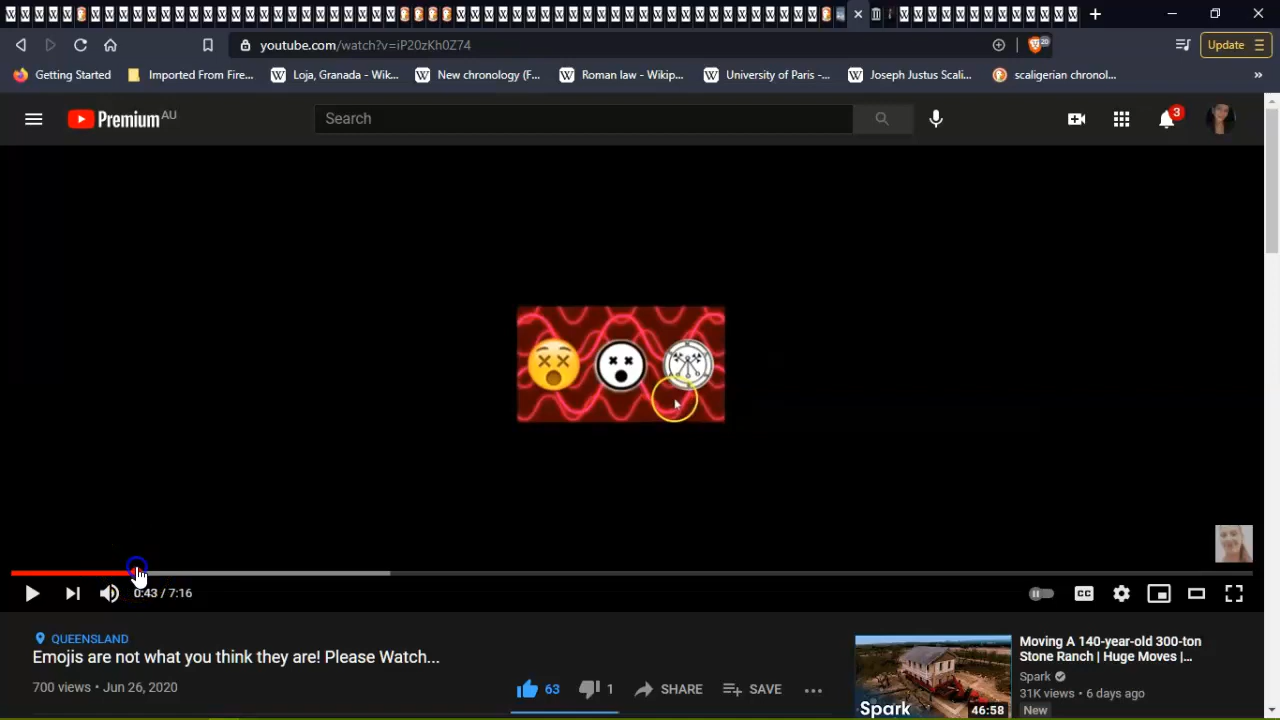 youtube.com/watch?v=iP20zKh0Z74
20
Update
Getting Started
Imported From Fire...
Loja, Granada - Wik...
New chronology (F...
Roman law - Wikip...
University of Paris -...
Joseph Justus Scali...
scaligerian chronol...
»
Premium AU
Search
3
0:43 / 7:16
CC
QUEENSLAND
Emojis are not what you think they are! Please Watch...
700 views • Jun 26, 2020
63
1
SHARE
SAVE
Spark
46:58
Moving A 140-year-old 300-ton
Stone Ranch | Huge Moves |...
Spark
31K views • 6 days ago
New